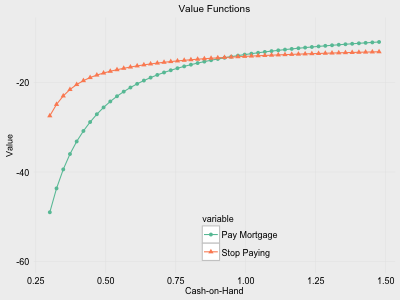 Value Functions
Value
-20
-40
-60
variable
Pay Mortgage
Stop Paying
0.25 0.50 0.75 1.00 1.25 1.50
Cash-on-Hand